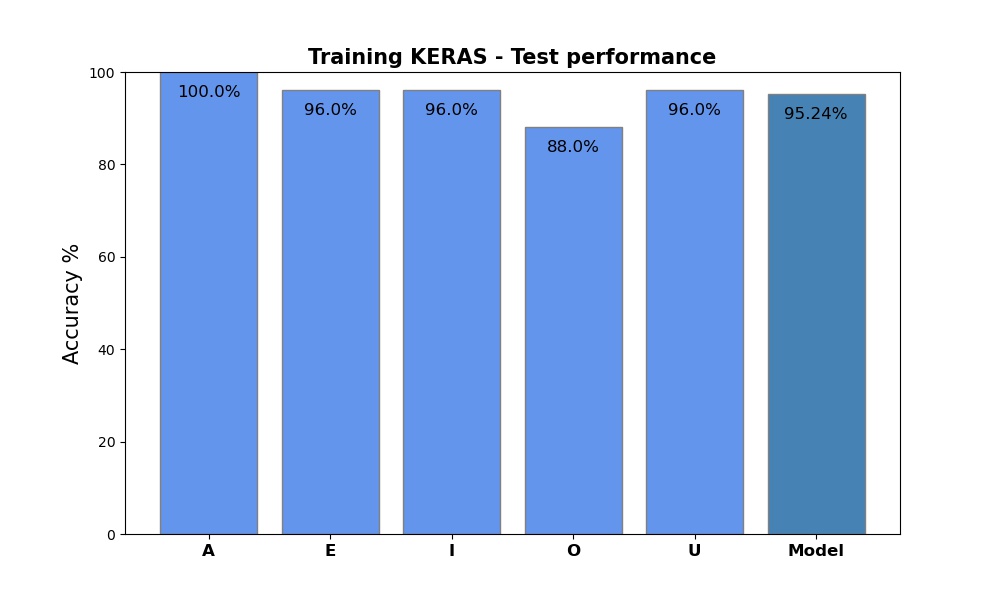 Training KERAS - Test performance
Accuracy %
100
80
60
40
20
0
100.0%
96.0%
96.0%
88.0%
96.0%
95.24%
A
E
I
O
U
Model